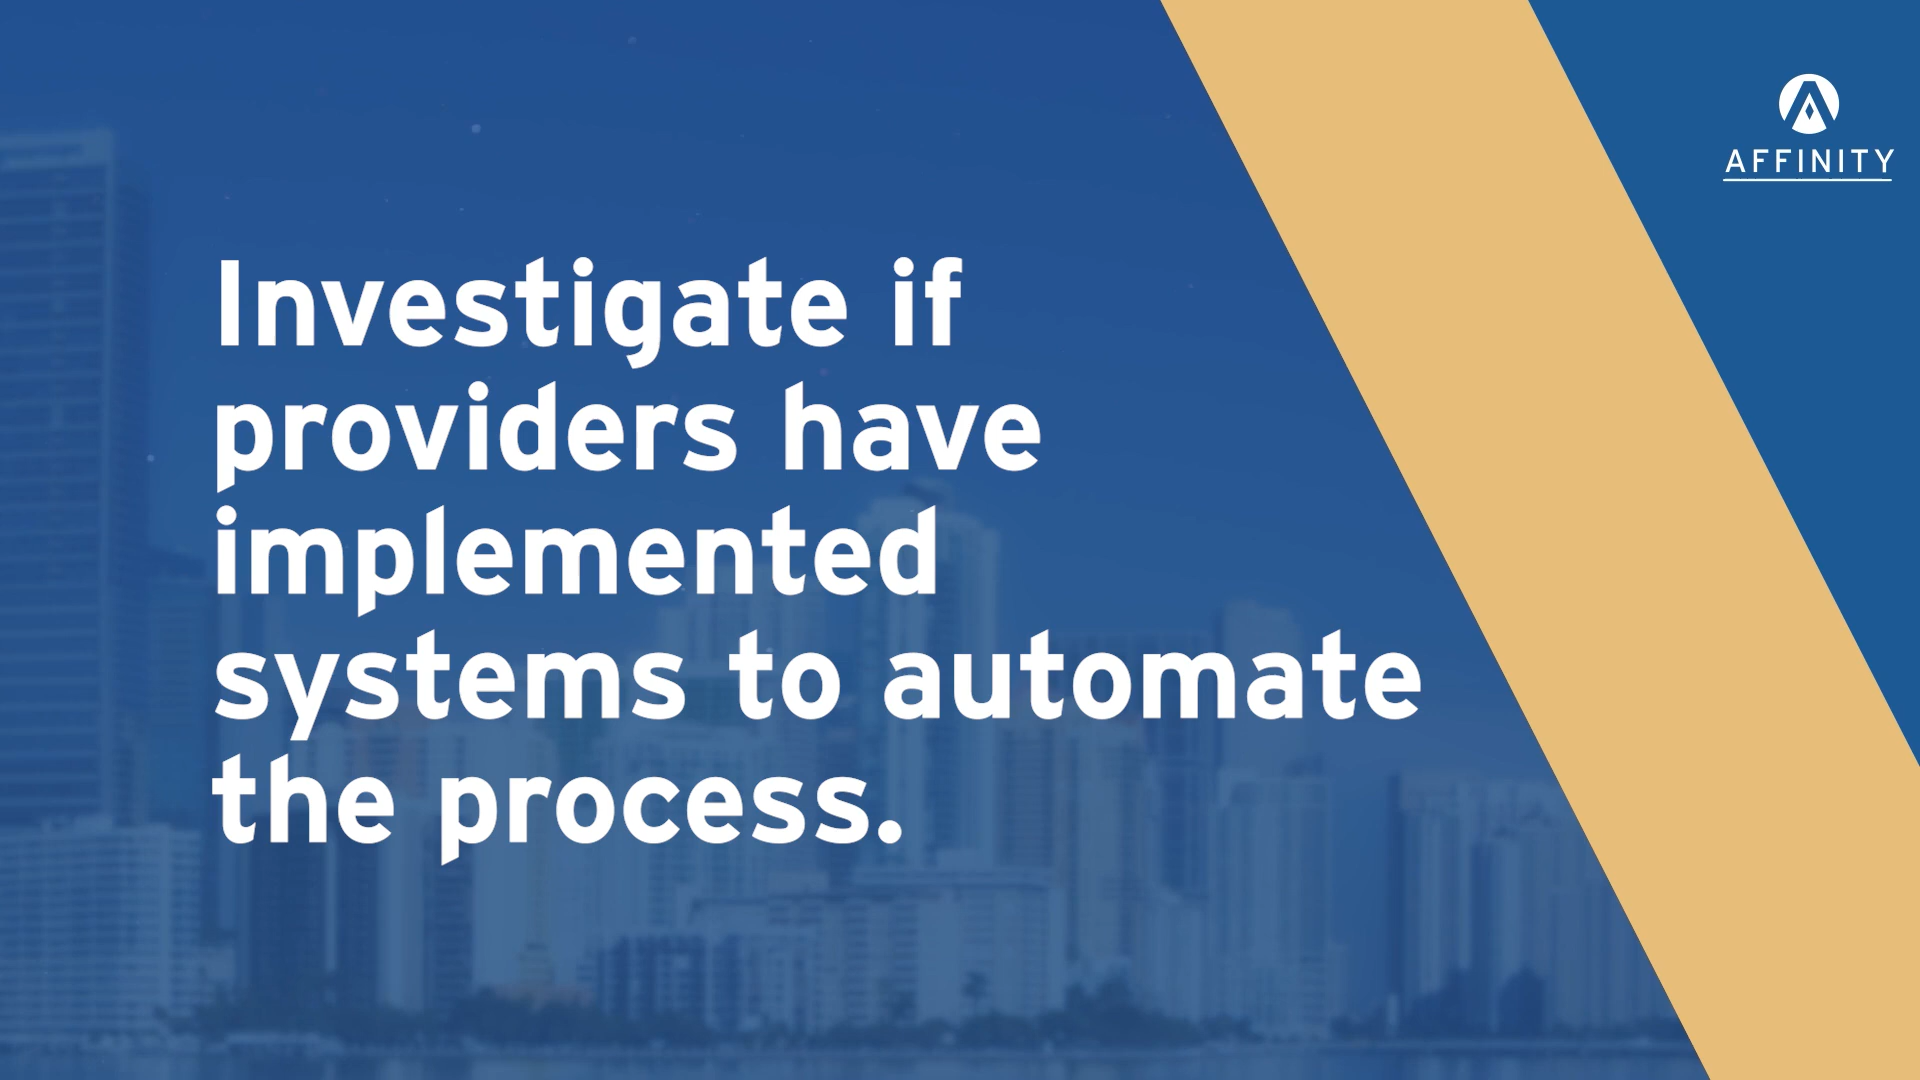 AFFINITY
Investigate if
providers have
implemented
systems to automate
the process.